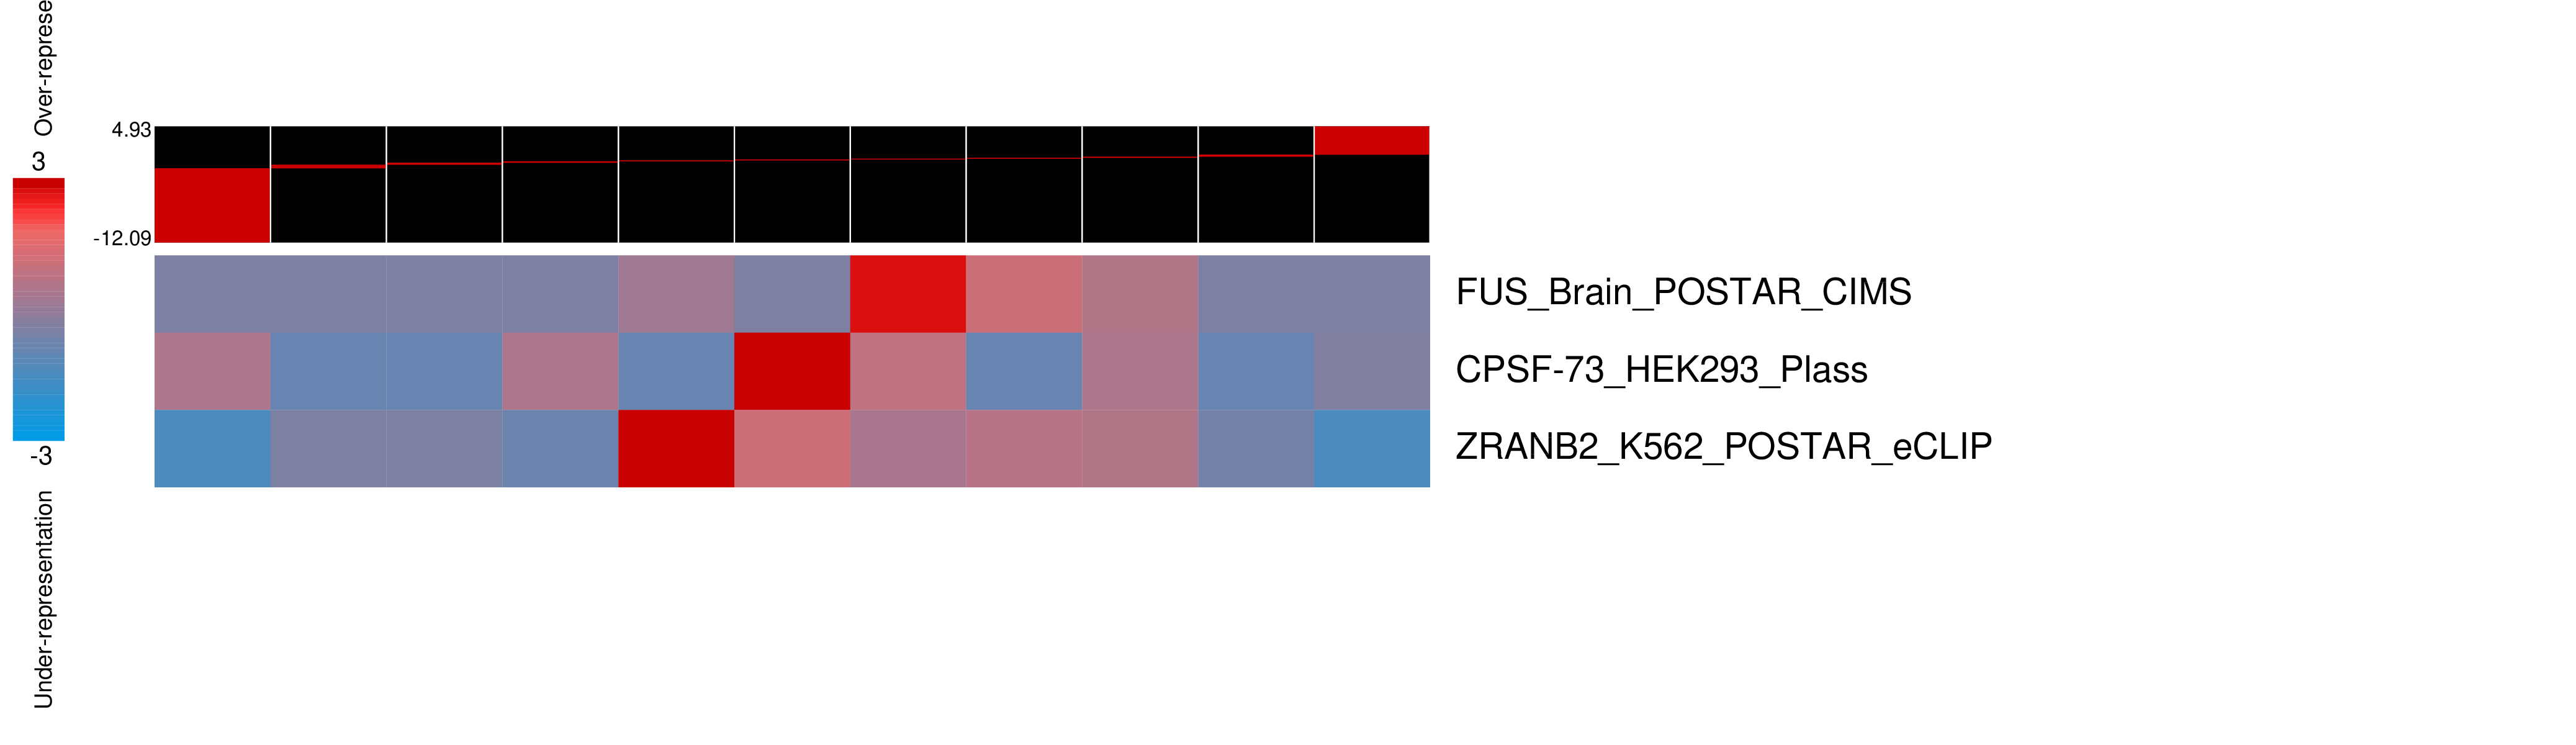 Over-represe
4.93
3
-12.09
-3
Under-representation
FUS_Brain_POSTAR_CIMS
CPSF-73_HEK293_Plass
ZRANB2_K562_POSTAR_eCLIP